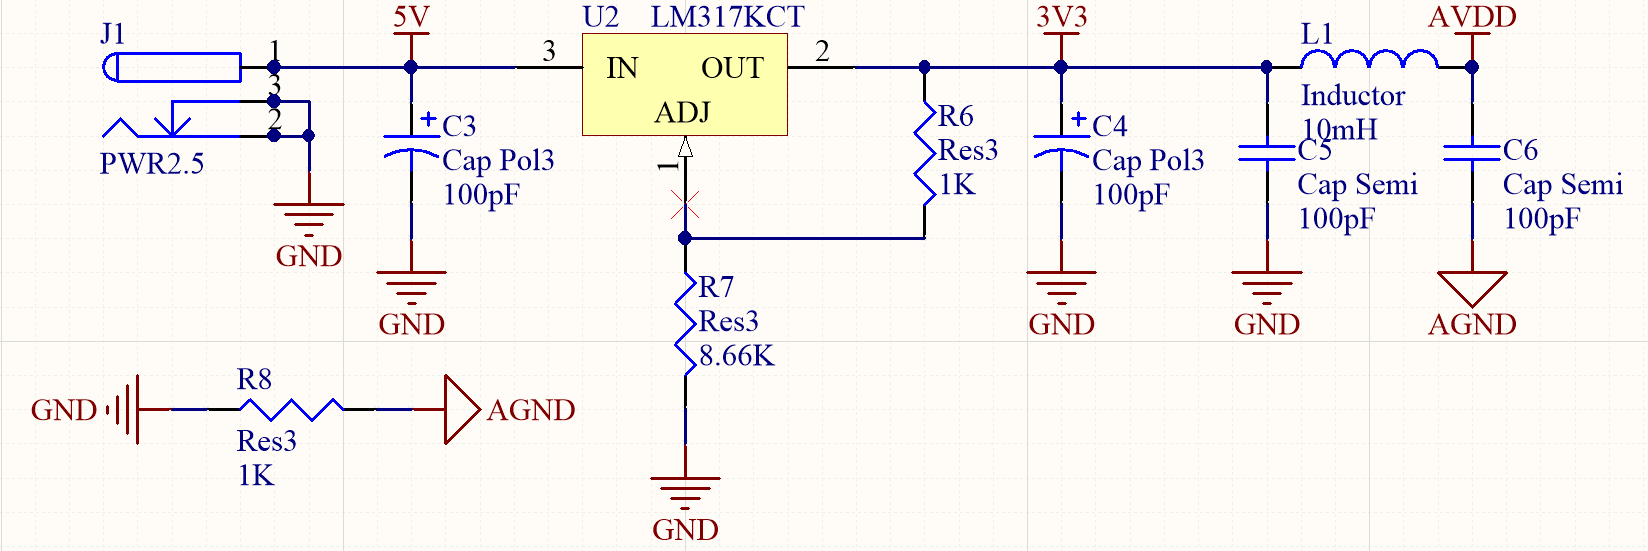 J1
1
3
2
PWR2.5
GND
5V
C3
Cap Pol3
100pF
GND
U2 LM317KCT
3
IN OUT
ADJ
2
1
R6
Res3
1K
R7
Res3
8.66K
GND
3V3
C4
Cap Pol3
100pF
GND
L1
Inductor
10mH
C5
Cap Semi
100pF
GND
AVDD
C6
Cap Semi
100pF
AGND
GND
R8
Res3
1K
AGND